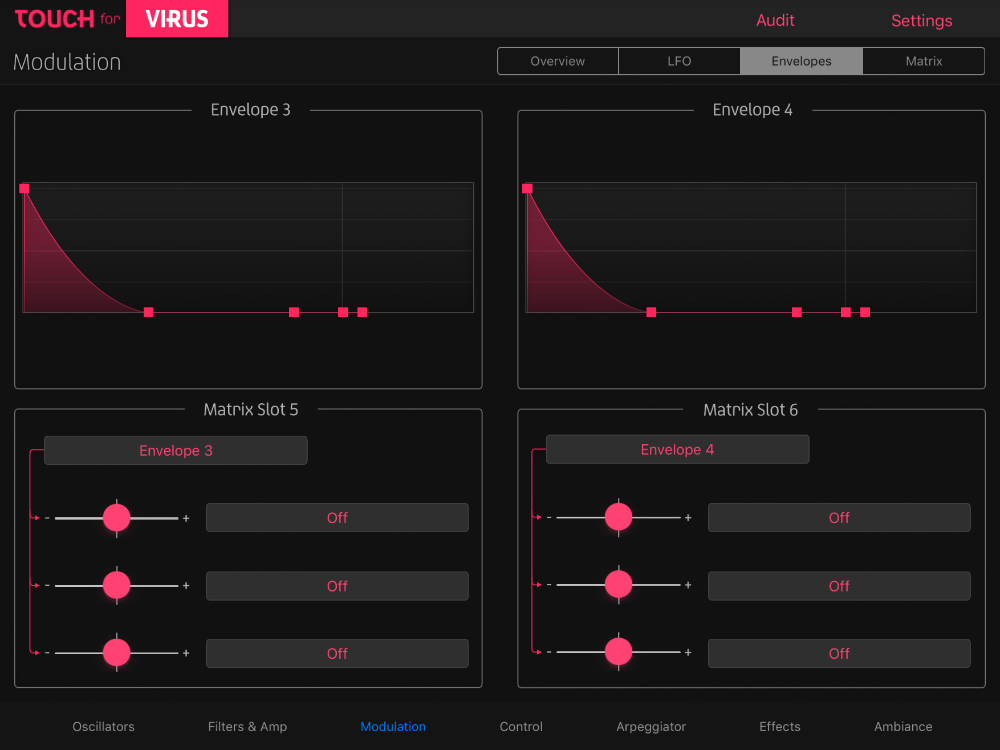 TOUCH for VIRUS Audit Settings
Modulation Overview LFO Envelopes Matrix
Envelope 3 Envelope 4
Matrix Slot 5 Matrix Slot 6
Envelope 3 Envelope 4
- + Off - + Off
- + Off - + Off
- + Off - + Off
Oscillators Filters & Amp Modulation Control Arpeggiator Effects Ambiance